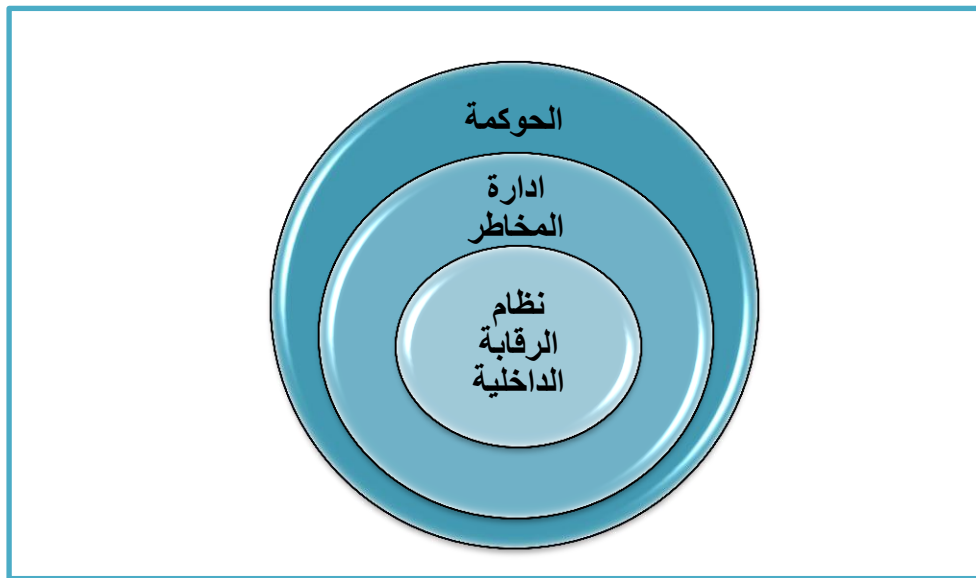 الحوكمة
ادارة
المخاطر
نظام
الرقابة
الداخلية